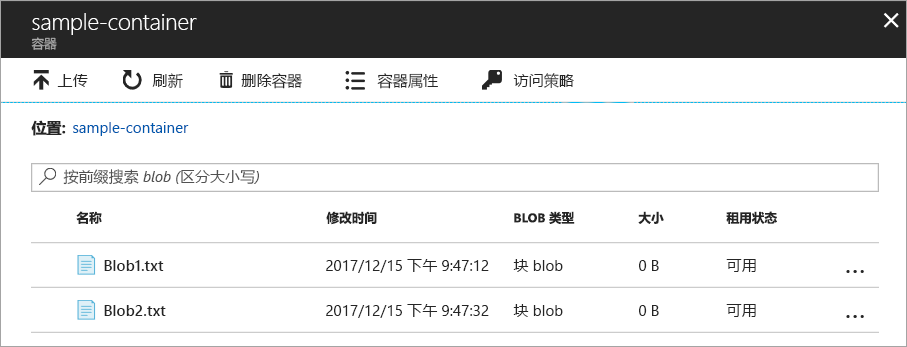 sample-container
容器
上传 刷新 删除容器 容器属性 访问策略
位置: sample-container
按前缀搜索 blob (区分大小写)
名称 修改时间 BLOB 类型 大小 租用状态
Blob1.txt 2017/12/15 下午 9:47:12 块 blob 0 B 可用 ...
Blob2.txt 2017/12/15 下午 9:47:32 块 blob 0 B 可用 ...